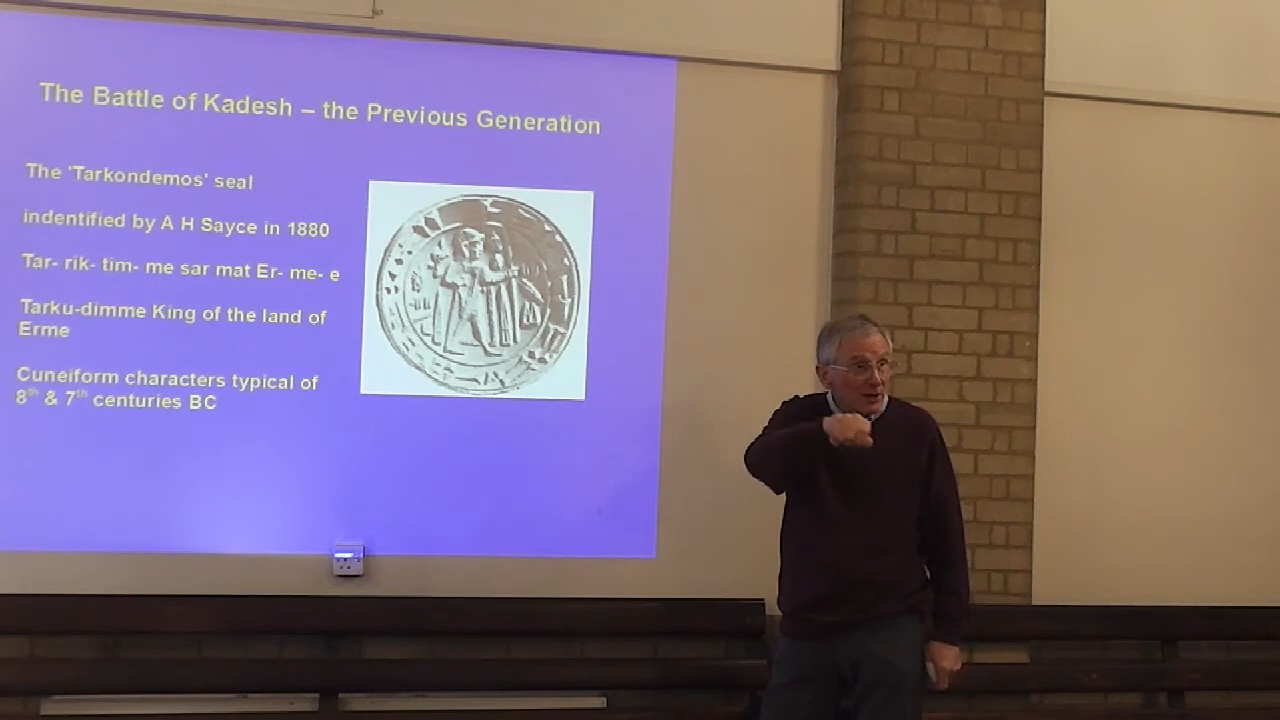 The Battle of Kadesh – the Previous Generation
The 'Tarkondemos' seal
indentified by A H Sayce in 1880
Tar- rik- tim- me sar mat Er- me- e
Tarku-dimme King of the land of
Erme
Cuneiform characters typical of
8th & 7th centuries BC